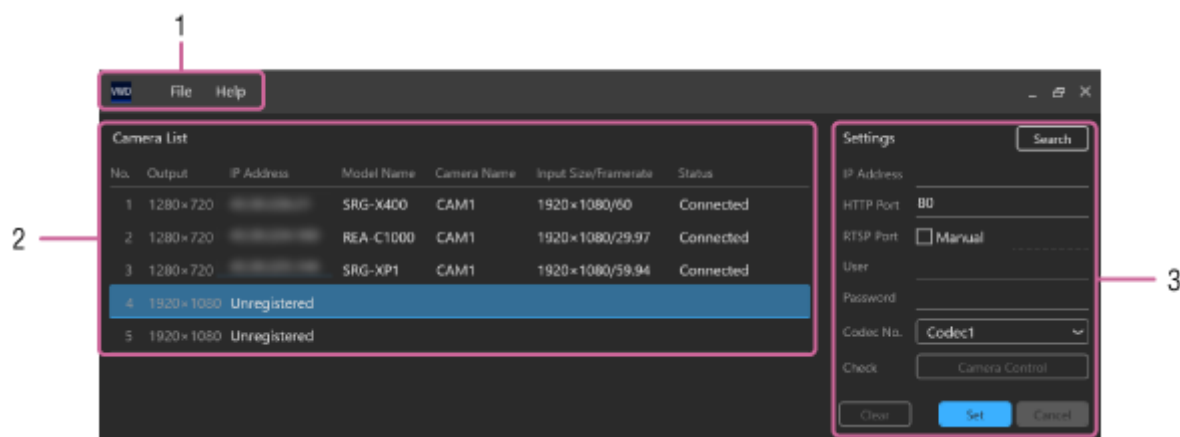 1
VWD File Help
Camera List
No. Output IP Address Model Name Camera Name Input Size/Framerate Status
1 1280×720 SRG-X400 CAM1 1920×1080/60 Connected
2 1280×720 REA-C1000 CAM1 1920×1080/29.97 Connected
3 1280×720 SRG-XP1 CAM1 1920×1080/59.94 Connected
4 1920×1080 Unregistered
5 1920×1080 Unregistered
2
Settings Search
IP Address
HTTP Port 80
RTSP Port Manual
User
Password
Codec No. Codec1
Check Camera Control
Clear Set Cancel
3